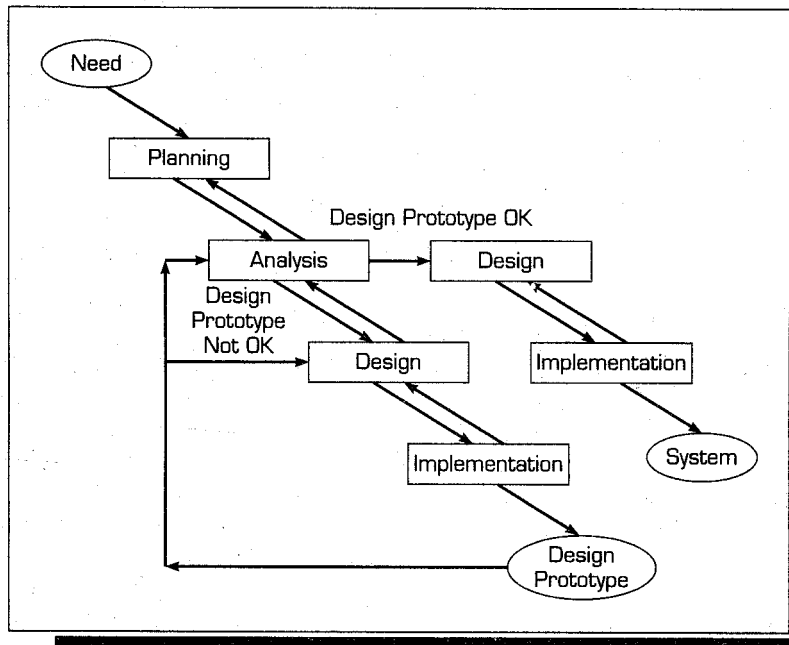 Need
Planning
Design Prototype OK
Analysis
Design
Design
Prototype
Not OK
Design
Implementation
Implementation
System
Design
Prototype